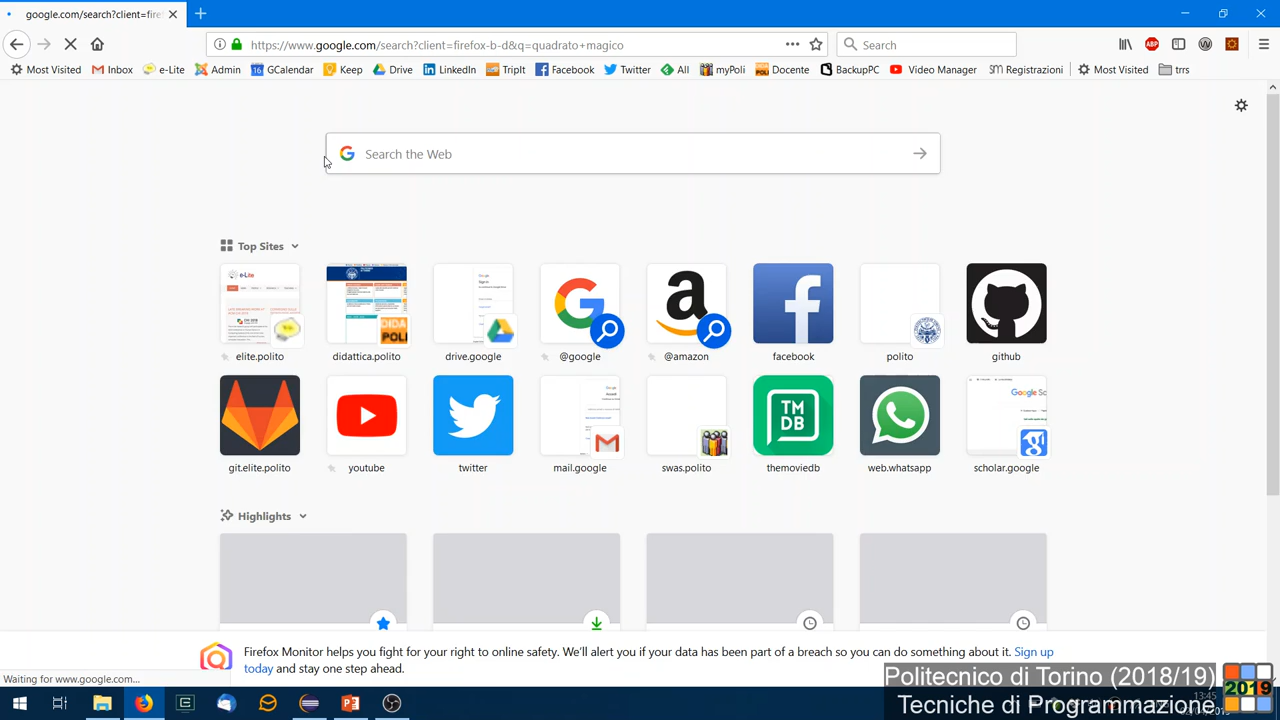 google.com/search?client=fire
https://www.google.com/search?client=firefox-b-d&q=quadrato+magico
Search
Most Visited Inbox e-Lite Admin GCalendar Keep Drive LinkedIn TripIt Facebook Twitter All myPoli Docente BackupPC Video Manager Registrazioni Most Visited trrs
Search the Web
Top Sites
elite.polito didattica.polito drive.google @google @amazon facebook polito github
TMDB
git.elite.polito youtube twitter mail.google swas.polito themoviedb web.whatsapp scholar.google
Highlights
Firefox Monitor helps you fight for your right to online safety. We'll alert you if your data has been part of a breach so you can do something about it. Sign up
today and stay one step ahead.
Waiting for www.google.com...
Politecnico di Torino (2018/19)
Tecniche di Programmazione
2019
13:45